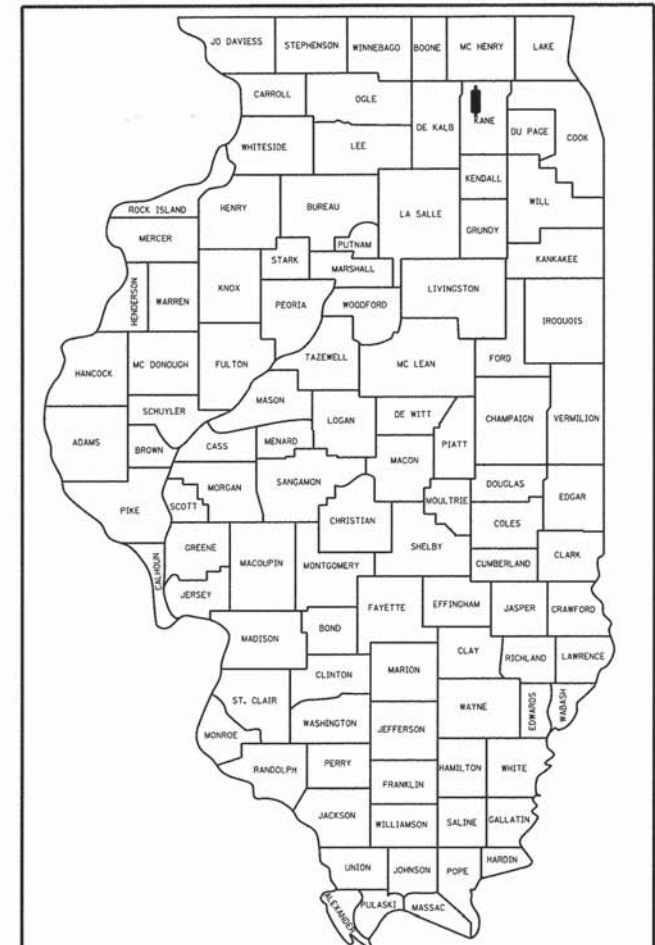 JO DAVIESS
STEPHENSON
WINNEBAGO
BOONE
MC HENRY
LAKE
CARROLL
OGLE
DE KALB
KANE
DU PAGE
COOK
WHITESIDE
LEE
KENDALL
WILL
ROCK ISLAND
HENRY
BUREAU
LA SALLE
GRUNDY
MERCER
PUTNAM
STARK
MARSHALL
KANKAKEE
HENDERSON
WARREN
KNOX
PEORIA
WOODFORD
LIVINGSTON
IROQUOIS
HANCOCK
MC DONOUGH
FULTON
TAZEWELL
MC LEAN
FORD
SCHUYLER
MASON
LOGAN
DE WITT
CHAMPAIGN
VERMILION
ADAMS
BROWN
CASS
MENARD
MACON
PIATT
PIKE
SCOTT
MORGAN
SANGAMON
CHRISTIAN
MOULTRIE
DOUGLAS
EDGAR
COLES
CALHOUN
GREENE
MACOUPIN
MONTGOMERY
SHELBY
CUMBERLAND
CLARK
JERSEY
FAYETTE
EFFINGHAM
JASPER
CRAWFORD
MADISON
BOND
CLAY
RICHLAND
LAWRENCE
CLINTON
MARION
ST. CLAIR
WAYNE
EDWARDS
WABASH
MONROE
WASHINGTON
JEFFERSON
RANDOLPH
PERRY
HAMILTON
WHITE
FRANKLIN
JACKSON
WILLIAMSON
SALINE
GALLATIN
UNION
JOHNSON
POPE
HARDIN
ALEXANDER
PULASKI
MASSAC